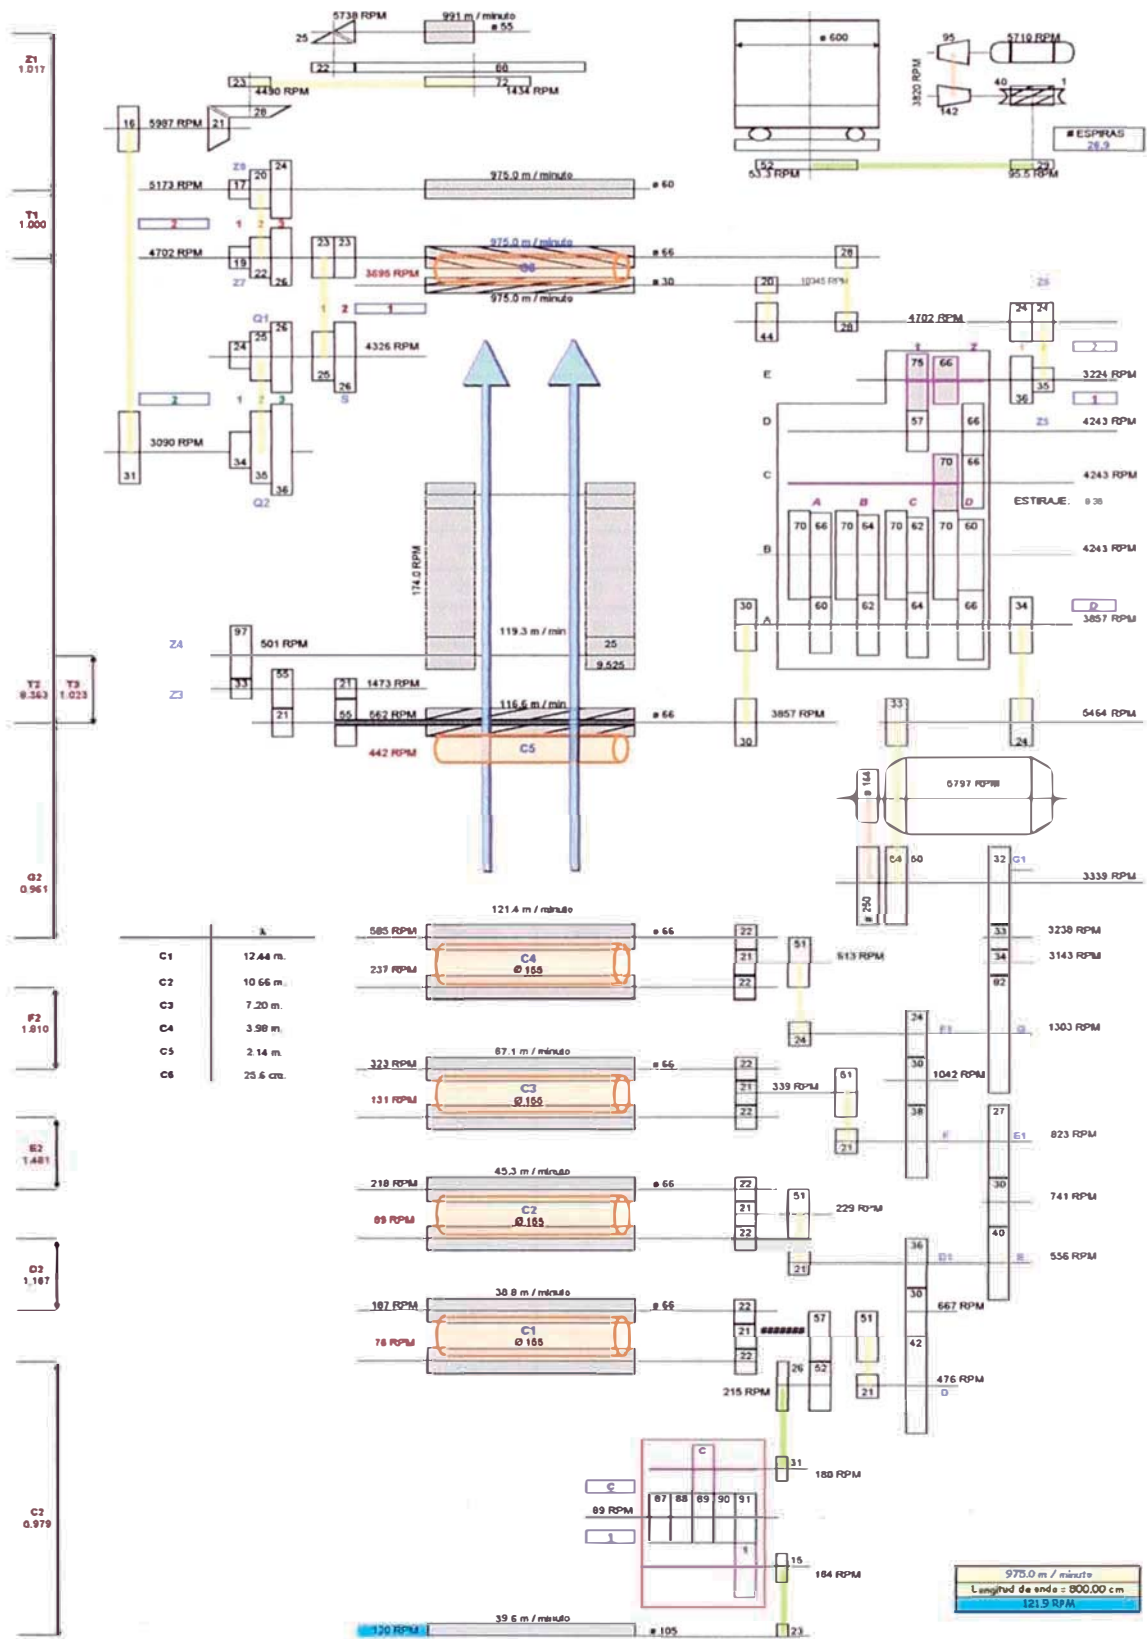 5738 RPM
991 m / minuto
ø 55
25
22
66
23
72
4490 RPM
1434 RPM
Z1
1.017
16
5987 RPM
21
28
ø 600
95
5710 RPM
3820 RPM
40
1
142
# ESPIRAS
26.9
52
29
53.3 RPM
95.5 RPM
Z8
20
24
5173 RPM
17
975.0 m / minuto
ø 60
T1
1.000
2
1 2 3
4702 RPM
19
22
26
Z7
23
23
975.0 m / minuto
ø 66
28
3695 RPM
C6
ø 30
20
10345 RPM
975.0 m / minuto
1
2
1
Q1
25
26
24
4326 RPM
25
26
S
44
28
4702 RPM
24
24
Z6
1
2
2
36
35
3224 RPM
1
Z5
2
1 2 3
31
3090 RPM
34
35
36
Q2
1
2
E
75
66
D
57
66
4243 RPM
C
70
66
4243 RPM
ESTIRAJE.
ø 38
A B C D
70 66 70 64 70 62 70 60
B
4243 RPM
60 62 64 66
A
30
34
D
3857 RPM
174.0 RPM
97
Z4
501 RPM
119.3 m / min
25
9.525
T2
8.363
T3
1.023
33
55
21
1473 RPM
Z3
21
55
562 RPM
116.6 m / min
ø 66
30
3857 RPM
33
24
5464 RPM
442 RPM
C5
ø 164
6797 RPM
G2
0.961
ø 250
60
32
G1
3339 RPM
121.4 m / minuto
585 RPM
ø 66
22
51
33
3238 RPM
λ
C1 12.44 m.
C2 10.66 m.
C3 7.20 m.
C4 3.98 m.
C5 2.14 m.
C6 25.6 cm.
237 RPM
C4
Ø 155
21
613 RPM
34
3143 RPM
22
82
F2
1.810
24
24
F1
G
1303 RPM
67.1 m / minuto
323 RPM
ø 66
22
51
30
1042 RPM
131 RPM
C3
Ø 155
21
339 RPM
22
38
27
E2
1.481
21
F
E1
823 RPM
45.3 m / minuto
218 RPM
ø 66
22
51
30
741 RPM
89 RPM
C2
Ø 155
21
229 RPM
22
40
D2
1.167
21
36
D1
E
556 RPM
38.8 m / minuto
187 RPM
ø 66
22
57
51
30
667 RPM
76 RPM
C1
Ø 155
21
#######
22
42
26
52
215 RPM
21
476 RPM
D
C
31
180 RPM
C
87 88 89 90 91
89 RPM
1
1
15
184 RPM
C2
0.979
39.6 m / minuto
120 RPM
ø 105
23
975.0 m / minuto
Longitud de onda = 800.00 cm
121.9 RPM